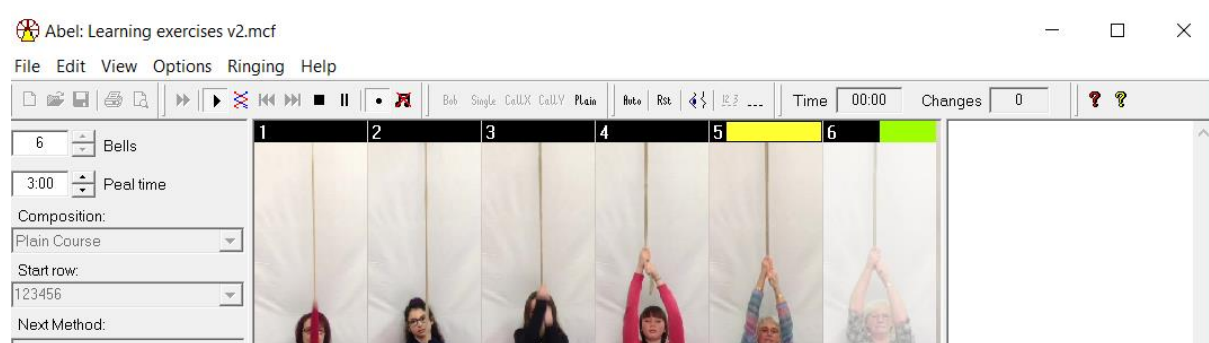 Abel: Learning exercises v2.mcf
File Edit View Options Ringing Help
Bob Single CallX CallY Plain Auto Rst Time 00:00 Changes 0
1 2 3 4 5 6
6 Bells
3:00 Peal time
Composition:
Plain Course
Start row:
123456
Next Method: